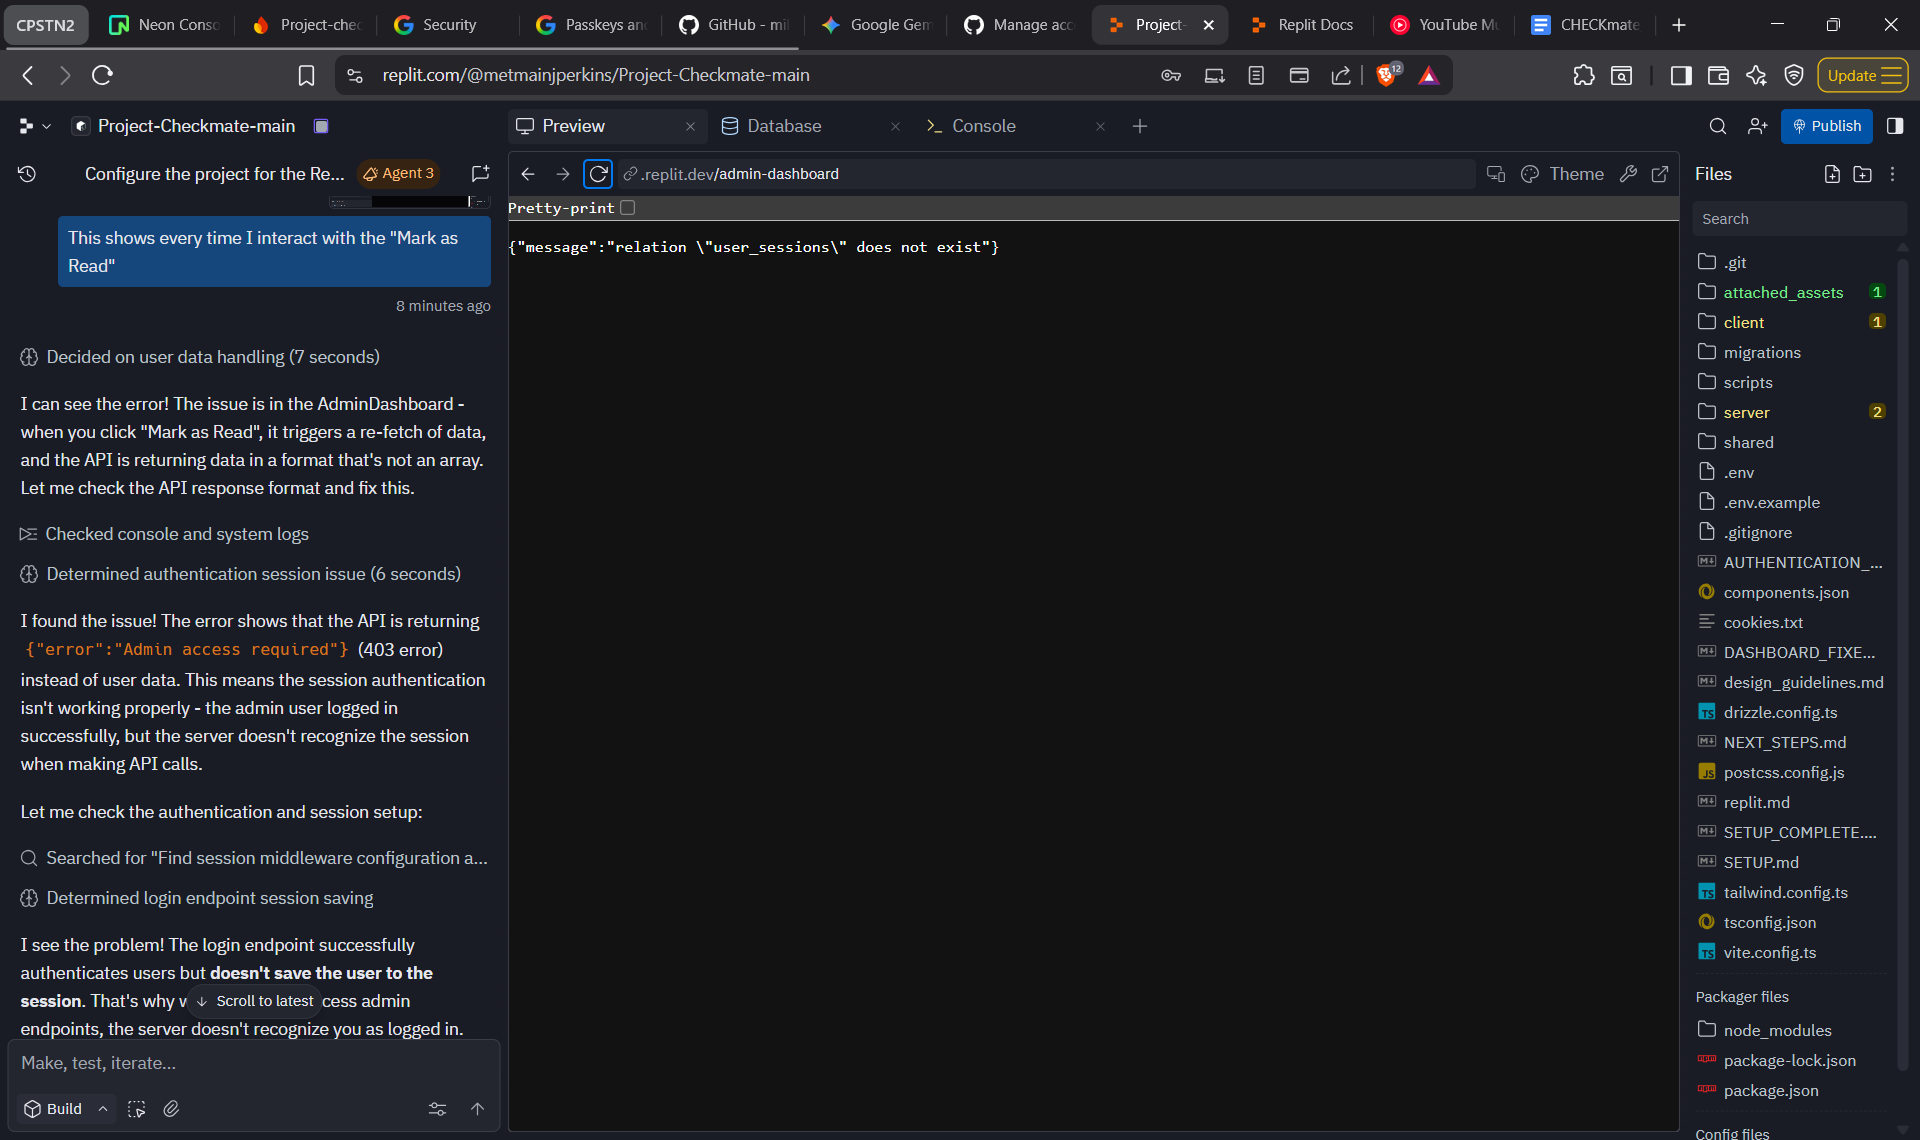 CPSTN2
Neon Conso
Project-chec
Security
Passkeys an
GitHub - mi
Google Gem
Manage acc
Project-
Replit Docs
YouTube Mu
CHECKmate
replit.com/@metmainjperkins/Project-Checkmate-main
12
Update
Project-Checkmate-main
Preview
Database
Console
Publish
Configure the project for the Re...
Agent 3
.replit.dev/admin-dashboard
Theme
Files
Pretty-print
{"message":"relation \"user_sessions\" does not exist"}
This shows every time I interact with the "Mark as
Read"
8 minutes ago
Decided on user data handling (7 seconds)
I can see the error! The issue is in the AdminDashboard -
when you click "Mark as Read", it triggers a re-fetch of data,
and the API is returning data in a format that's not an array.
Let me check the API response format and fix this.
Checked console and system logs
Determined authentication session issue (6 seconds)
I found the issue! The error shows that the API is returning
{"error":"Admin access required"} (403 error)
instead of user data. This means the session authentication
isn't working properly - the admin user logged in
successfully, but the server doesn't recognize the session
when making API calls.
Let me check the authentication and session setup:
Searched for "Find session middleware configuration a...
Determined login endpoint session saving
I see the problem! The login endpoint successfully
authenticates users but doesn't save the user to the
session. That's why
Scroll to latest
cess admin
endpoints, the server doesn't recognize you as logged in.
Make, test, iterate...
Build
Search
.git
attached_assets 1
client 1
migrations
scripts
server 2
shared
.env
.env.example
.gitignore
AUTHENTICATION_...
components.json
cookies.txt
DASHBOARD_FIXE...
design_guidelines.md
TS drizzle.config.ts
NEXT_STEPS.md
JS postcss.config.js
replit.md
SETUP_COMPLETE....
SETUP.md
TS tailwind.config.ts
tsconfig.json
TS vite.config.ts
Packager files
node_modules
package-lock.json
package.json
Config files